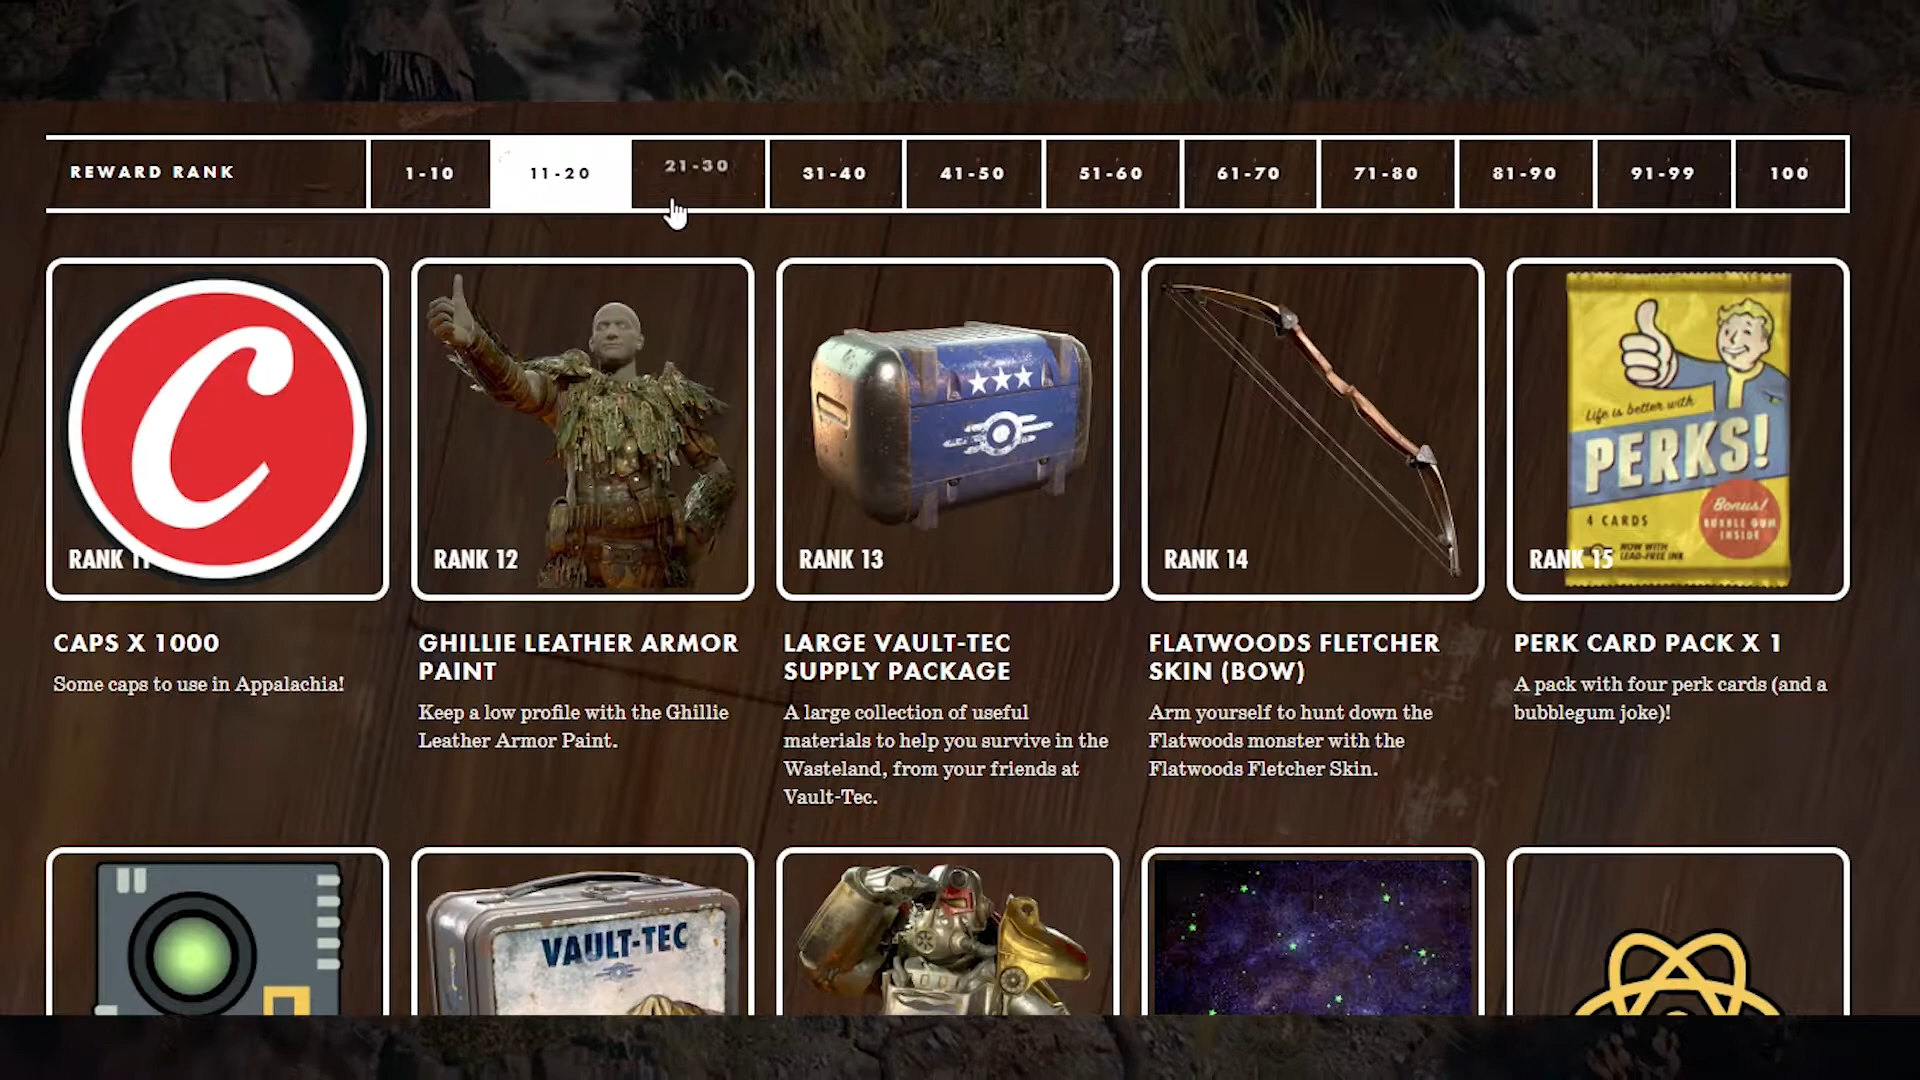 REWARD RANK
1-10
11-20
21-30
31-40
41-50
51-60
61-70
71-80
81-90
91-99
100
C
Life is better with
PERKS!
4 CARDS
Bonus!
BUBBLE GUM
INSIDE
NOW WITH
LEAD-FREE INK
RANK 11
RANK 12
RANK 13
RANK 14
RANK 15
CAPS X 1000
Some caps to use in Appalachia!
GHILLIE LEATHER ARMOR
PAINT
Keep a low profile with the Ghillie
Leather Armor Paint.
LARGE VAULT-TEC
SUPPLY PACKAGE
A large collection of useful
materials to help you survive in the
Wasteland, from your friends at
Vault-Tec.
FLATWOODS FLETCHER
SKIN (BOW)
Arm yourself to hunt down the
Flatwoods monster with the
Flatwoods Fletcher Skin.
PERK CARD PACK X 1
A pack with four perk cards (and a
bubblegum joke)!
VAULT-TEC